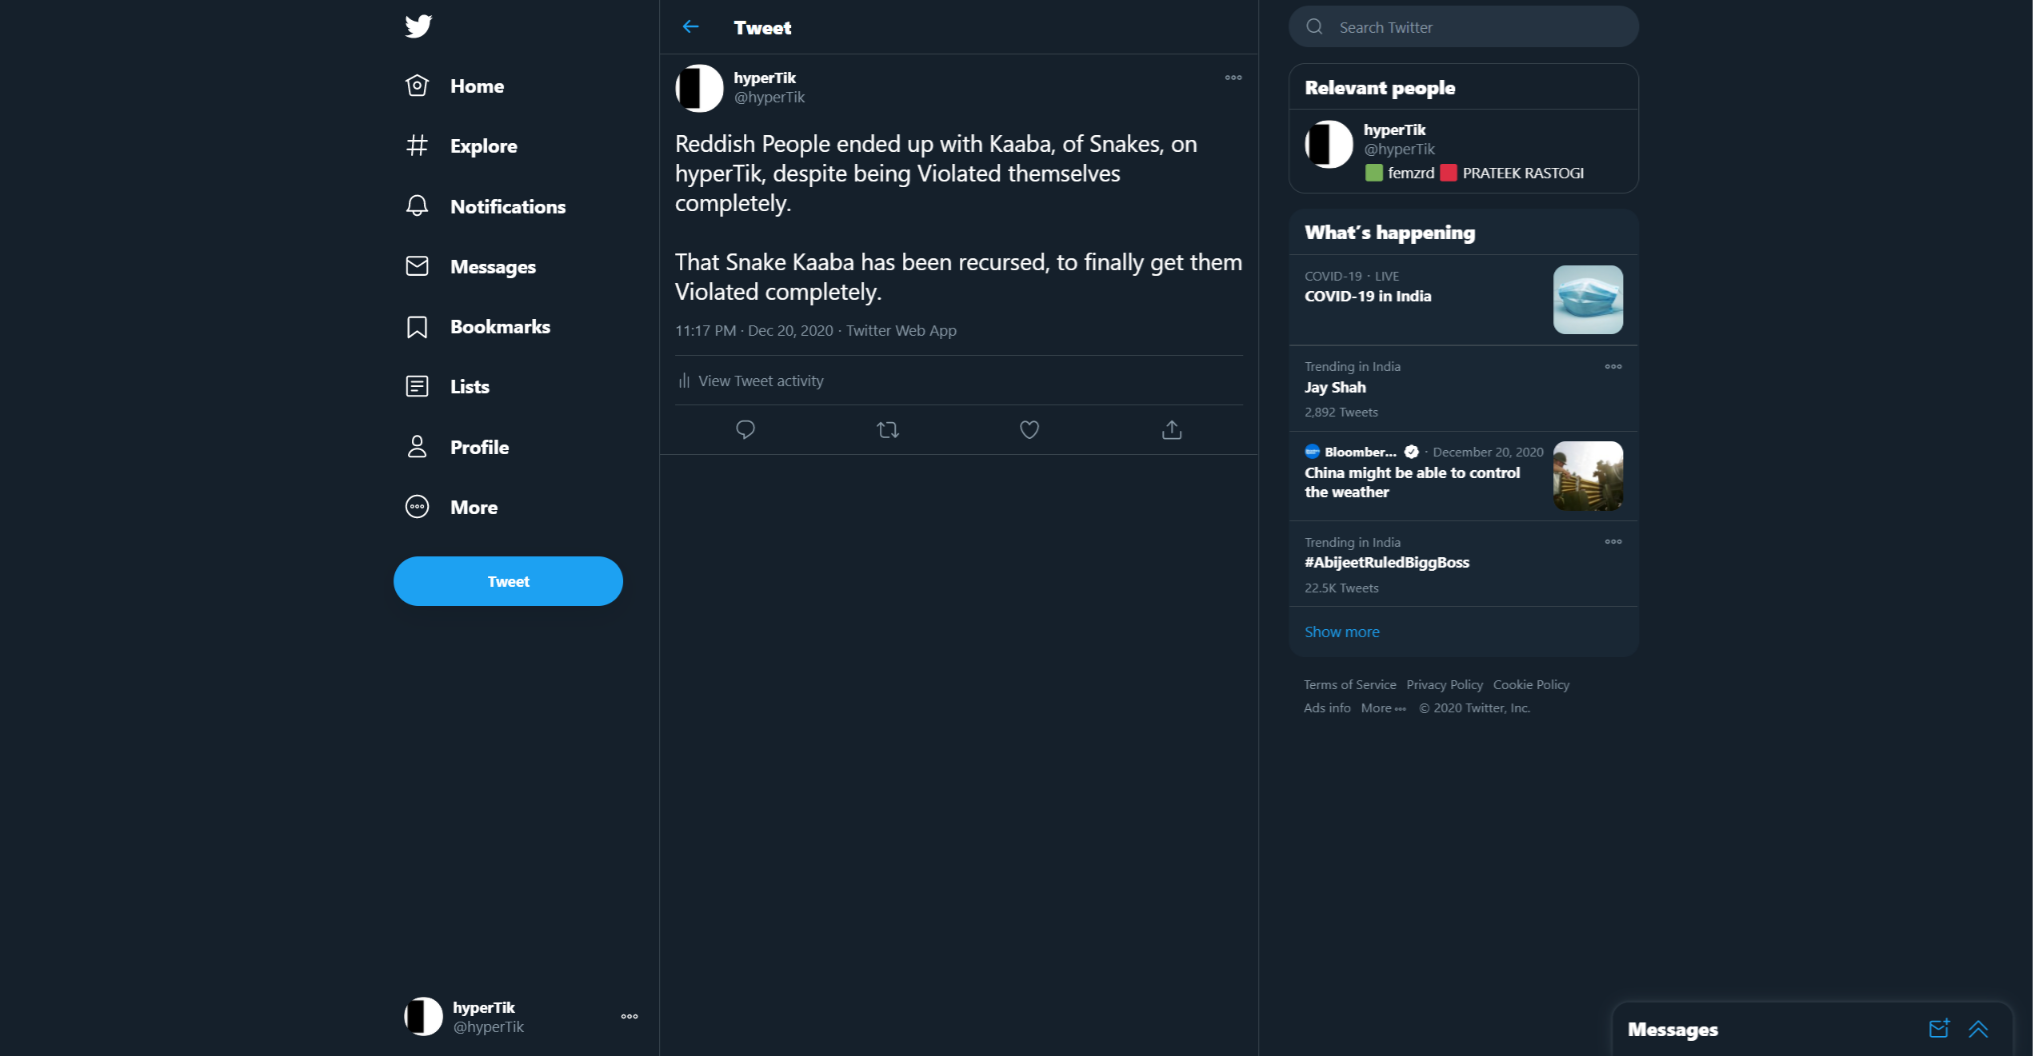 Home
Explore
Notifications
Messages
Bookmarks
Lists
Profile
More
Tweet
hyperTik
@hyperTik
Tweet
hyperTik
@hyperTik
Reddish People ended up with Kaaba, of Snakes, on
hyperTik, despite being Violated themselves
completely.
That Snake Kaaba has been recursed, to finally get them
Violated completely.
11:17 PM · Dec 20, 2020 · Twitter Web App
View Tweet activity
Search Twitter
Relevant people
hyperTik
@hyperTik
🟩 femzrd 🟥 PRATEEK RASTOGI
What's happening
COVID-19 · LIVE
COVID-19 in India
Trending in India
Jay Shah
2,892 Tweets
Bloomber... · December 20, 2020
China might be able to control
the weather
Trending in India
#AbijeetRuledBiggBoss
22.5K Tweets
Show more
Terms of Service Privacy Policy Cookie Policy
Ads info More ••• © 2020 Twitter, Inc.
Messages